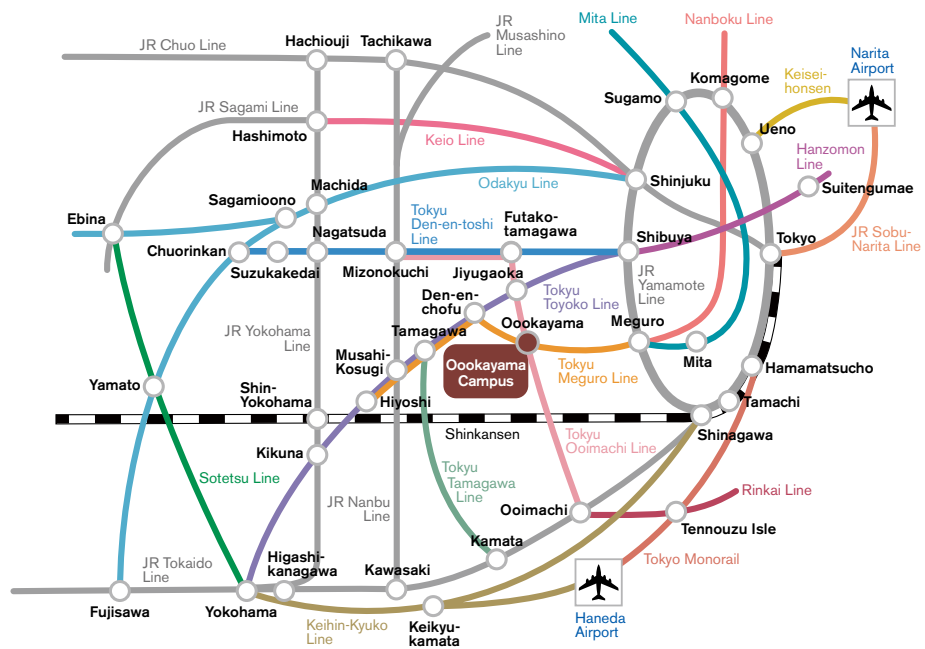 JR
Musashino
Line
Mita Line
Nanboku Line
JR Chuo Line
Hachiouji
Tachikawa
Narita
Airport
Komagome
Keisei-
honsen
Sugamo
JR Sagami Line
Hashimoto
Keio Line
Ueno
Hanzomon
Line
Machida
Odakyu Line
Shinjuku
Suitengumae
Sagamioono
Ebina
Tokyu
Den-en-toshi
Line
Futako-
tamagawa
Chuorinkan
Nagatsuda
Shibuya
Tokyo
JR Sobu-
Narita Line
Suzukakedai
Mizonokuchi
Jiyugaoka
JR
Yamamote
Line
Den-en-
chofu
Tokyu
Toyoko Line
Oookayama
Meguro
JR Yokohama
Line
Tamagawa
Musahi-
Kosugi
Oookayama
Campus
Tokyu
Meguro Line
Mita
Hamamatsucho
Yamato
Shin-
Yokohama
Hiyoshi
Tamachi
Shinkansen
Shinagawa
Kikuna
Tokyu
Ooimachi Line
Sotetsu Line
Tokyu
Tamagawa
Line
Rinkai Line
JR Nanbu
Line
Ooimachi
Tennouzu Isle
Kamata
JR Tokaido
Line
Higashi-
kanagawa
Kawasaki
Tokyo Monorail
Fujisawa
Yokohama
Keihin-Kyuko
Line
Keikyu-
kamata
Haneda
Airport